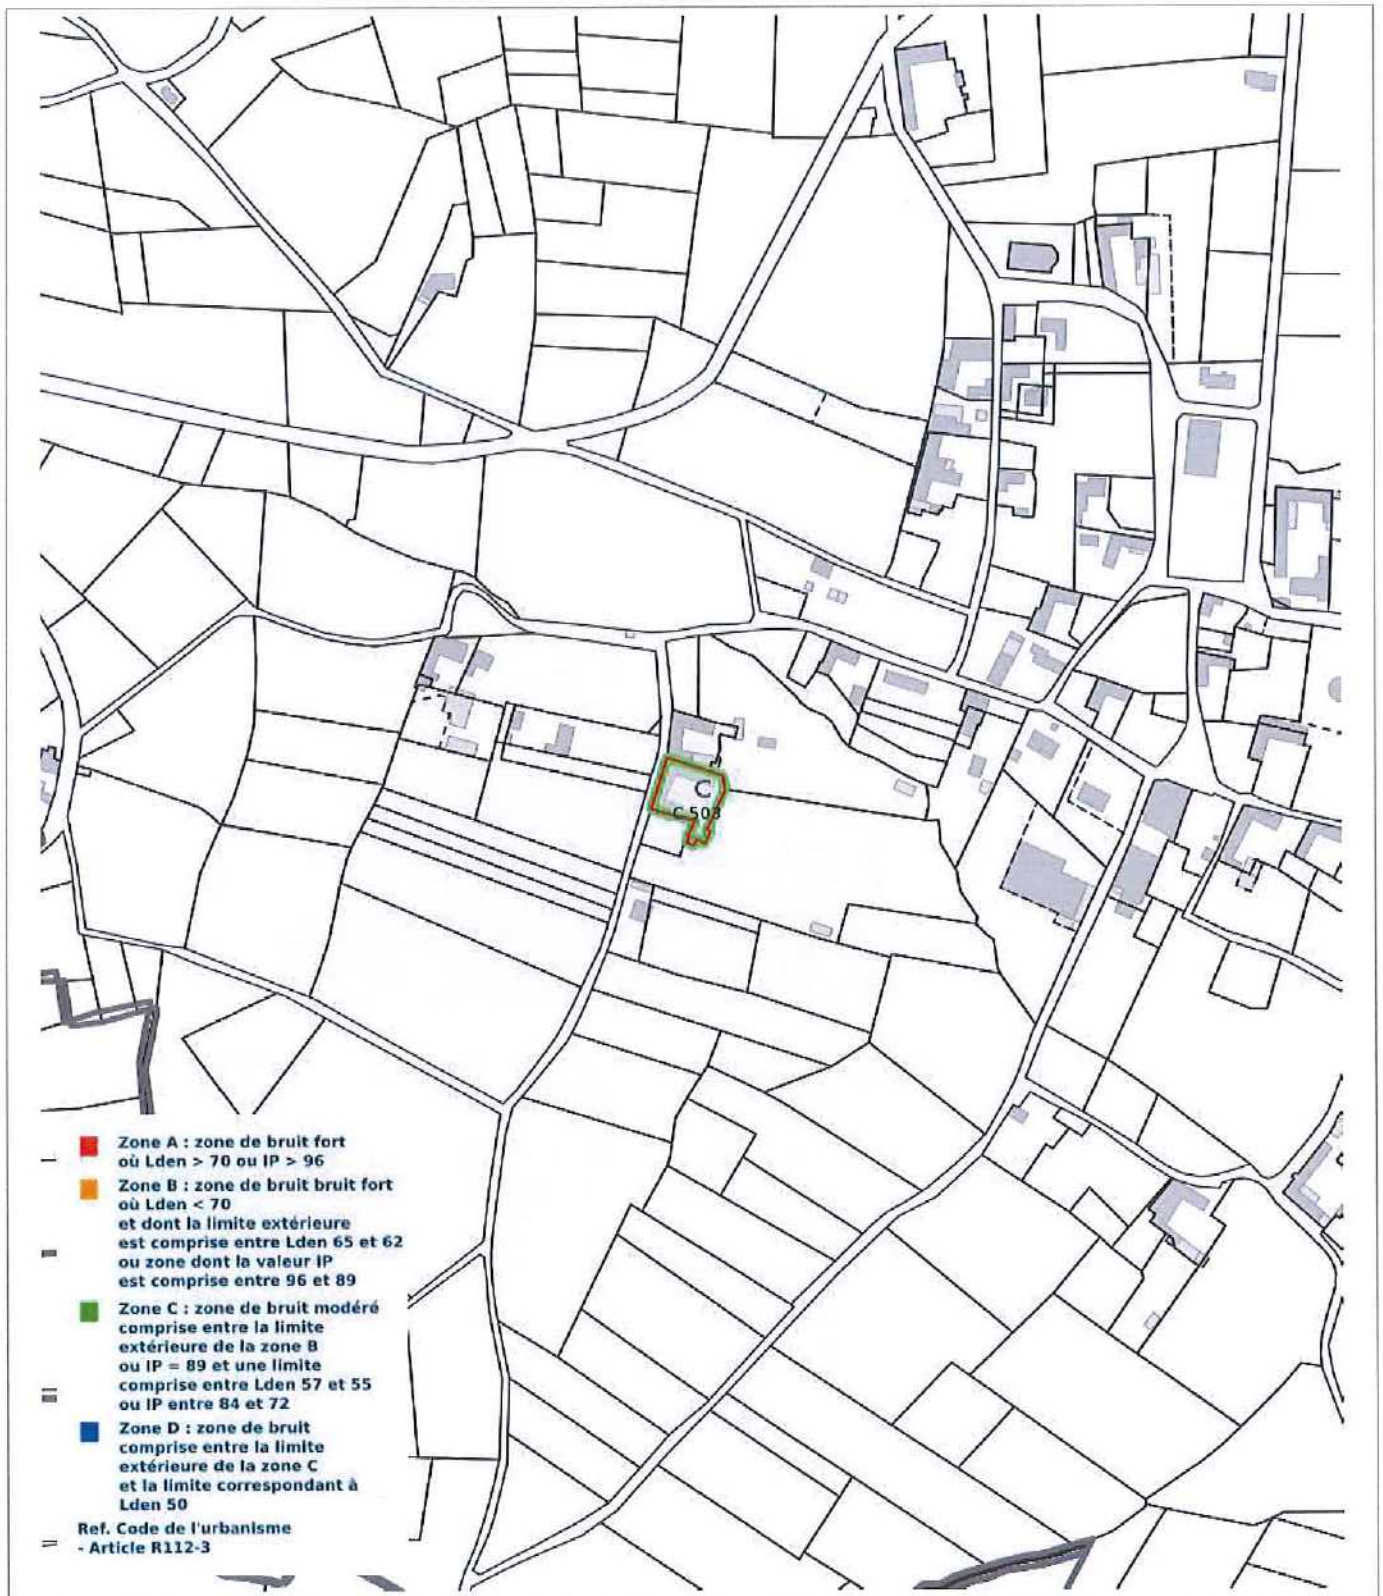 C
C 503
Zone A : zone de bruit fort
où Lden > 70 ou IP > 96
Zone B : zone de bruit bruit fort
où Lden < 70
et dont la limite extérieure
est comprise entre Lden 65 et 62
ou zone dont la valeur IP
est comprise entre 96 et 89
Zone C : zone de bruit modéré
comprise entre la limite
extérieure de la zone B
ou IP = 89 et une limite
comprise entre Lden 57 et 55
ou IP entre 84 et 72
Zone D : zone de bruit
comprise entre la limite
extérieure de la zone C
et la limite correspondant à
Lden 50
Ref. Code de l'urbanisme
- Article R112-3